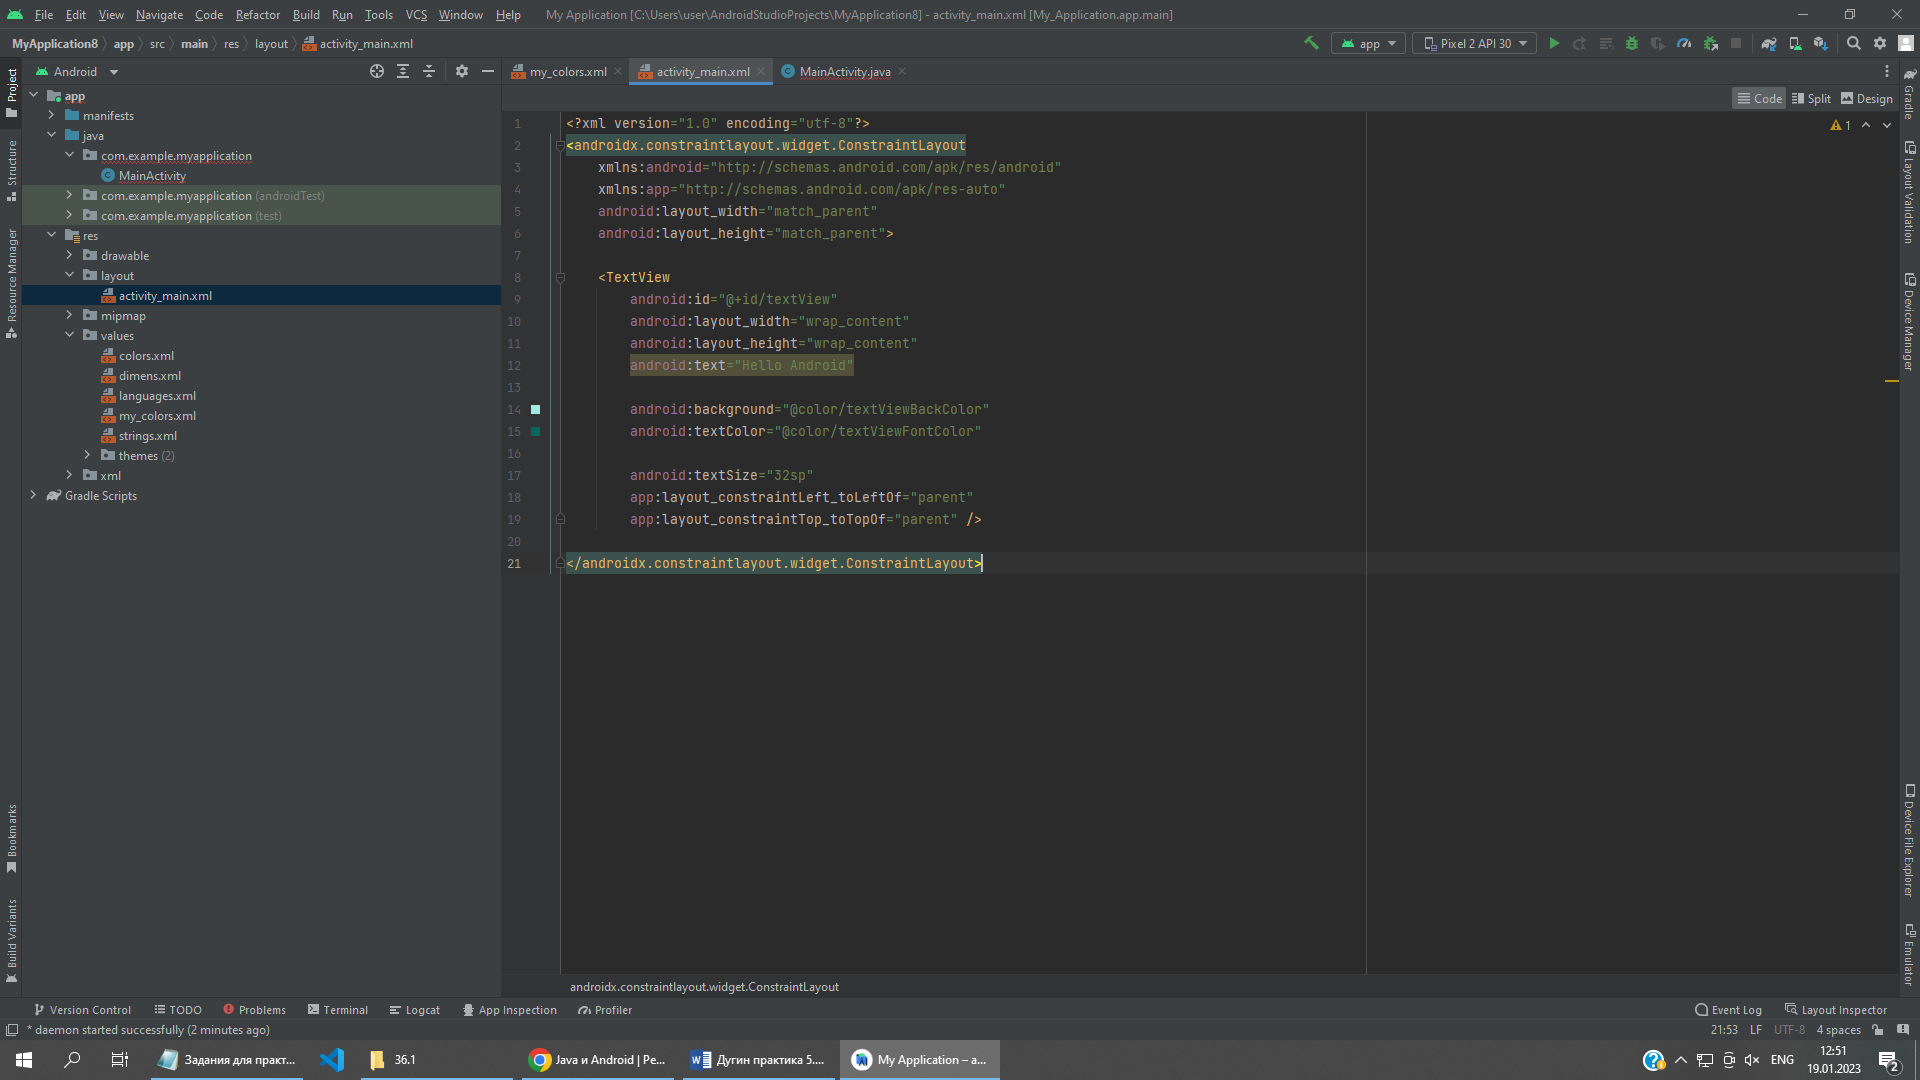 File Edit View Navigate Code Refactor Build Run Tools VCS Window Help My Application [C:\Users\user\AndroidStudioProjects\MyApplication8] - activity_main.xml [My_Application.app.main]
MyApplication8 app src main res layout activity_main.xml
app Pixel 2 API 30
Android
my_colors.xml activity_main.xml MainActivity.java
Code Split Design
Project
Structure
Resource Manager
Bookmarks
Build Variants
app
manifests
java
com.example.myapplication
MainActivity
com.example.myapplication (androidTest)
com.example.myapplication (test)
res
drawable
layout
activity_main.xml
mipmap
values
colors.xml
dimens.xml
languages.xml
my_colors.xml
strings.xml
themes (2)
xml
Gradle Scripts
1 <?xml version="1.0" encoding="utf-8"?>
2 <androidx.constraintlayout.widget.ConstraintLayout
3 xmlns:android="http://schemas.android.com/apk/res/android"
4 xmlns:app="http://schemas.android.com/apk/res-auto"
5 android:layout_width="match_parent"
6 android:layout_height="match_parent">
7
8 <TextView
9 android:id="@+id/textView"
10 android:layout_width="wrap_content"
11 android:layout_height="wrap_content"
12 android:text="Hello Android"
13
14 android:background="@color/textViewBackColor"
15 android:textColor="@color/textViewFontColor"
16
17 android:textSize="32sp"
18 app:layout_constraintLeft_toLeftOf="parent"
19 app:layout_constraintTop_toTopOf="parent" />
20
21 </androidx.constraintlayout.widget.ConstraintLayout>
1
Gradle
Layout Validation
Device Manager
Device File Explorer
Emulator
androidx.constraintlayout.widget.ConstraintLayout
Version Control TODO Problems Terminal Logcat App Inspection Profiler Event Log Layout Inspector
* daemon started successfully (2 minutes ago) 21:53 LF UTF-8 4 spaces
Задания для практ... 36.1 Java и Android | Ре... Дугин практика 5.... My Application – a... ENG 12:51
19.01.2023
2